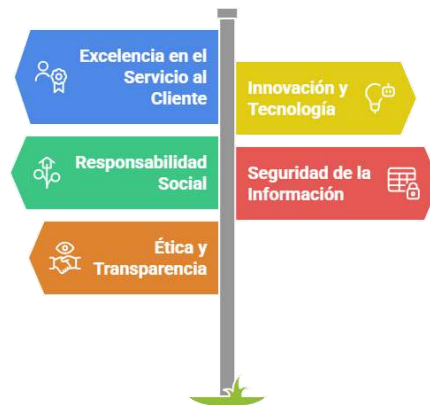 Excelencia en el
Servicio al
Cliente
Innovación y
Tecnología
Responsabilidad
Social
Seguridad de la
Información
Ética y
Transparencia